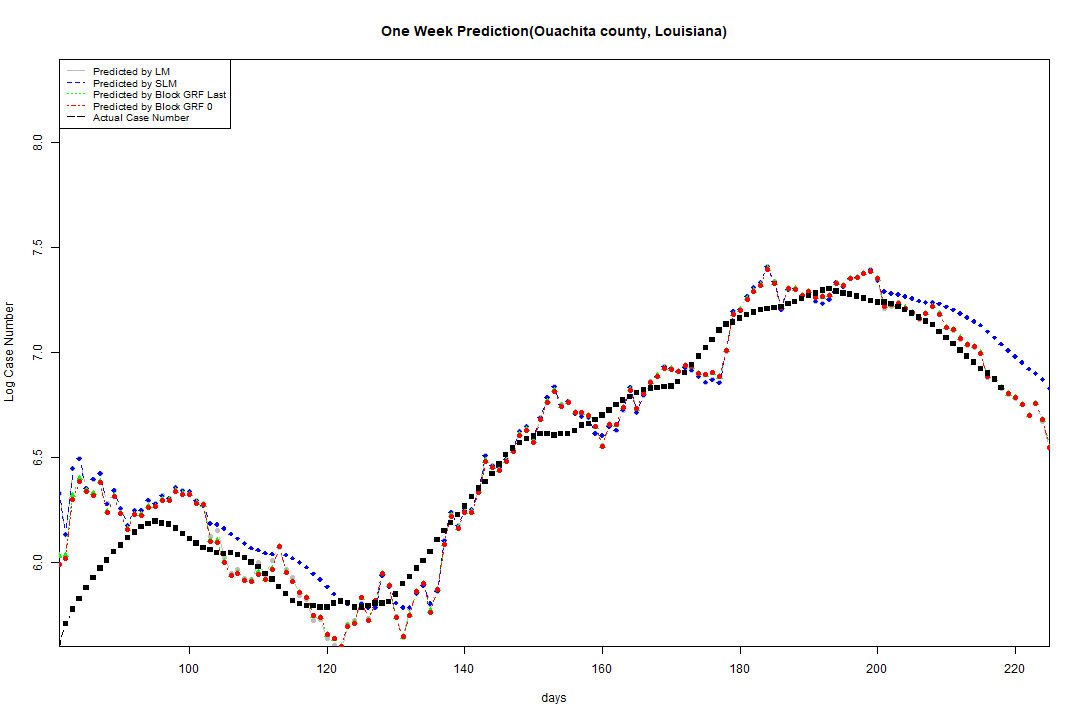 One Week Prediction(Ouachita county, Louisiana)
Predicted by LM
Predicted by SLM
Predicted by Block GRF Last
Predicted by Block GRF 0
Actual Case Number
8.0
7.5
7.0
6.5
6.0
Log Case Number
100 120 140 160 180 200 220
days